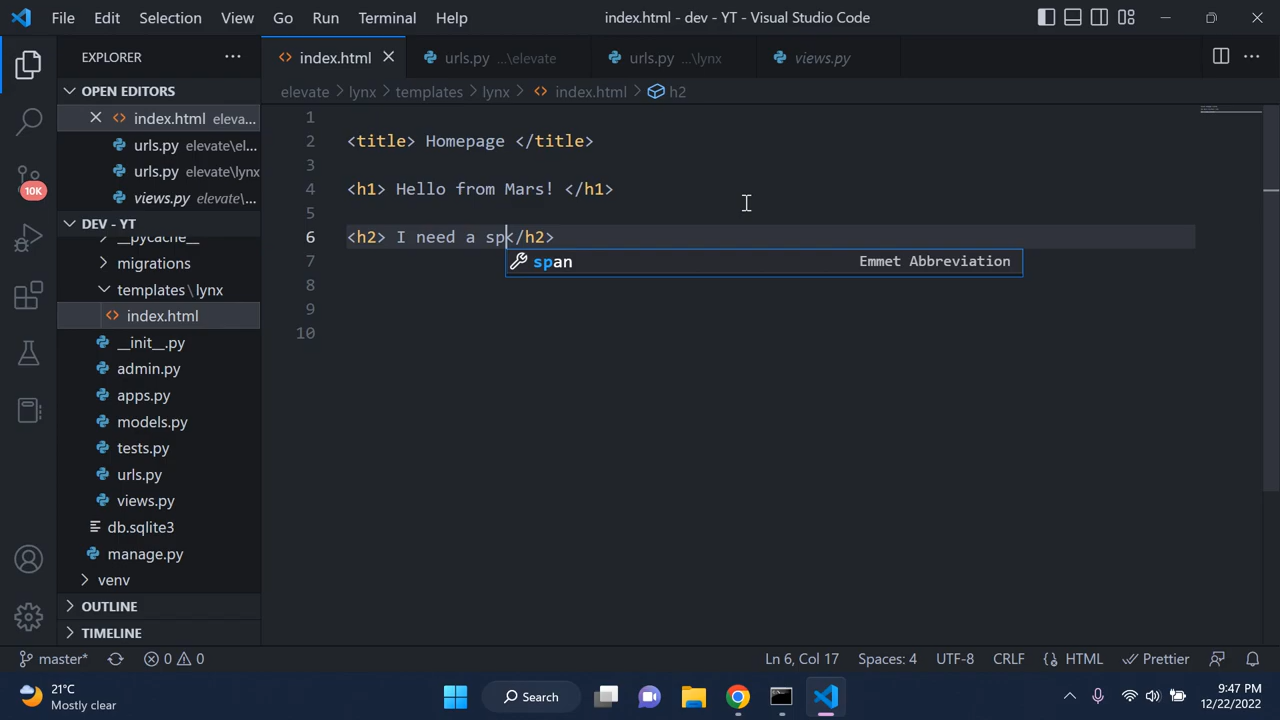 File Edit Selection View Go Run Terminal Help
index.html - dev - YT - Visual Studio Code
EXPLORER
OPEN EDITORS
index.html eleva...
urls.py elevate\el...
urls.py elevate\lynx
views.py elevate\...
DEV - YT
__pycache__
migrations
templates\lynx
index.html
__init__.py
admin.py
apps.py
models.py
tests.py
urls.py
views.py
db.sqlite3
manage.py
venv
OUTLINE
TIMELINE
10K
index.html
urls.py ...\elevate
urls.py ...\lynx
views.py
elevate > lynx > templates > lynx > index.html > h2
1
2 <title> Homepage </title>
3
4 <h1> Hello from Mars! </h1>
5
6 <h2> I need a sp</h2>
7
span Emmet Abbreviation
8
9
10
master* 0 0
Ln 6, Col 17 Spaces: 4 UTF-8 CRLF HTML Prettier
21°C
Mostly clear
Search
9:47 PM
12/22/2022